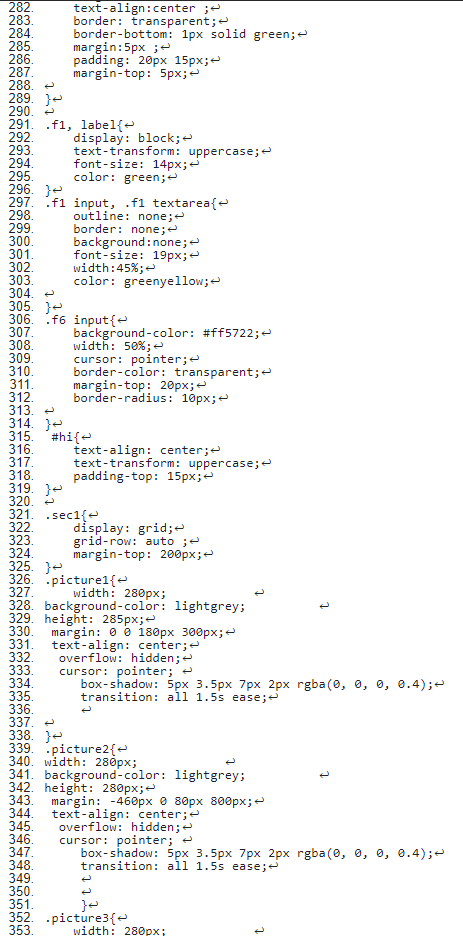 282. text-align:center ;↩
283. border: transparent;↩
284. border-bottom: 1px solid green;↩
285. margin:5px ;↩
286. padding: 20px 15px;↩
287. margin-top: 5px;↩
288. ↩
289. }↩
290. ↩
291. .f1, label{↩
292. display: block;↩
293. text-transform: uppercase;↩
294. font-size: 14px;↩
295. color: green;↩
296. }↩
297. .f1 input, .f1 textarea{↩
298. outline: none;↩
299. border: none;↩
300. background:none;↩
301. font-size: 19px;↩
302. width:45%;↩
303. color: greenyellow;↩
304. ↩
305. }↩
306. .f6 input{↩
307. background-color: #ff5722;↩
308. width: 50%;↩
309. cursor: pointer;↩
310. border-color: transparent;↩
311. margin-top: 20px;↩
312. border-radius: 10px;↩
313. ↩
314. }↩
315. #hi{↩
316. text-align: center;↩
317. text-transform: uppercase;↩
318. padding-top: 15px;↩
319. }↩
320. ↩
321. .sec1{↩
322. display: grid;↩
323. grid-row: auto ;↩
324. margin-top: 200px;↩
325. }↩
326. .picture1{↩
327. width: 280px; ↩
328. background-color: lightgrey; ↩
329. height: 285px;↩
330. margin: 0 0 180px 300px;↩
331. text-align: center;↩
332. overflow: hidden;↩
333. cursor: pointer; ↩
334. box-shadow: 5px 3.5px 7px 2px rgba(0, 0, 0, 0.4);↩
335. transition: all 1.5s ease;↩
336. ↩
337. ↩
338. }↩
339. .picture2{↩
340. width: 280px; ↩
341. background-color: lightgrey; ↩
342. height: 280px;↩
343. margin: -460px 0 80px 800px;↩
344. text-align: center;↩
345. overflow: hidden;↩
346. cursor: pointer; ↩
347. box-shadow: 5px 3.5px 7px 2px rgba(0, 0, 0, 0.4);↩
348. transition: all 1.5s ease;↩
349. ↩
350. ↩
351. }↩
352. .picture3{↩
353. width: 280px; ↩